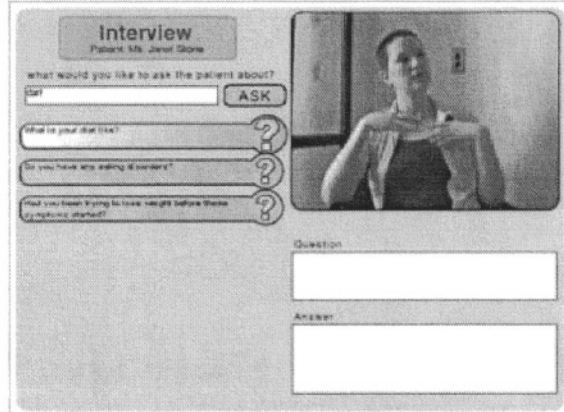 Interview
Patient: Ms. Janet Stone
what would you like to ask the patient about?
diet
ASK
What is your diet like?
Do you have any eating disorders?
Had you been trying to lose weight before these
symptoms started?
Question
Answer